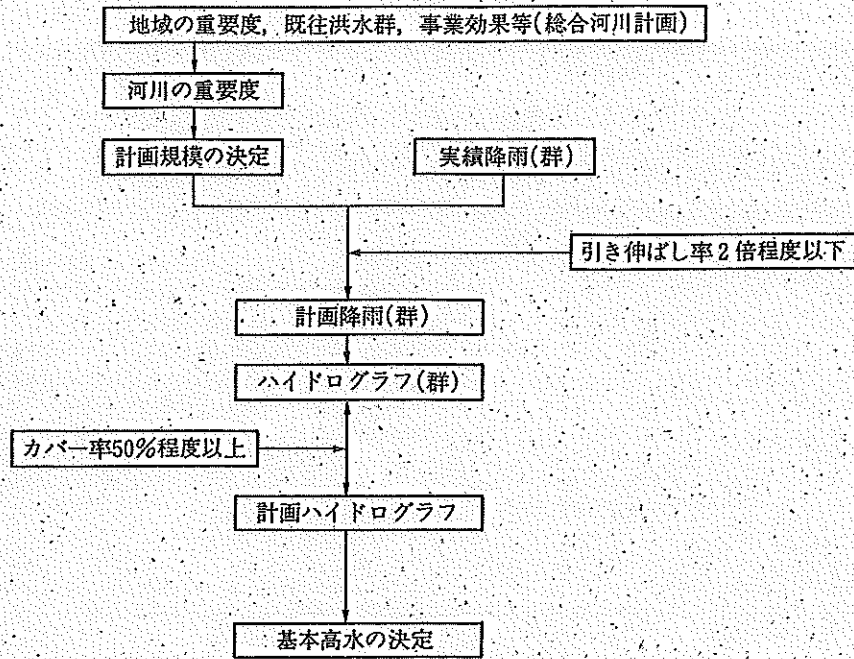 地域の重要度，既往洪水群，事業効果等(総合河川計画)
河川の重要度
計画規模の決定
実績降雨(群)
引き伸ばし率2倍程度以下
計画降雨(群)
ハイドログラフ(群)
カバー率50%程度以上
計画ハイドログラフ
基本高水の決定